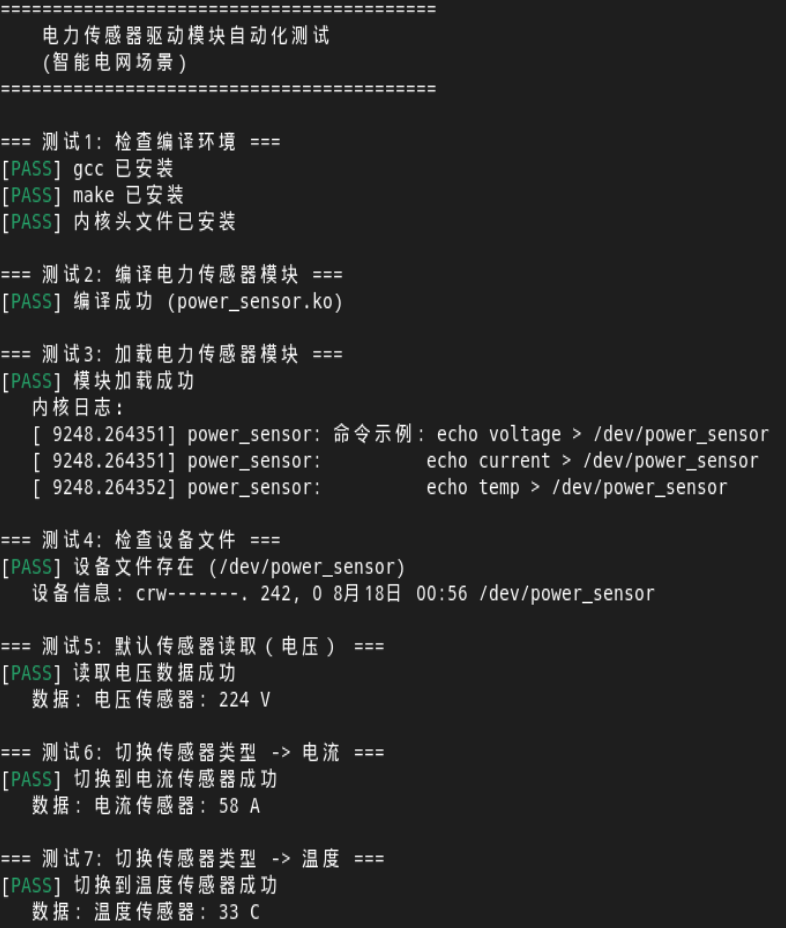 ==========================================
电力传感器驱动模块自动化测试
(智能电网场景)
==========================================
=== 测试1: 检查编译环境 ===
[PASS] gcc 已安装
[PASS] make 已安装
[PASS] 内核头文件已安装
=== 测试2: 编译电力传感器模块 ===
[PASS] 编译成功 (power_sensor.ko)
=== 测试3: 加载电力传感器模块 ===
[PASS] 模块加载成功
内核日志:
[ 9248.264351] power_sensor: 命令示例: echo voltage > /dev/power_sensor
[ 9248.264351] power_sensor:          echo current > /dev/power_sensor
[ 9248.264352] power_sensor:          echo temp > /dev/power_sensor
=== 测试4: 检查设备文件 ===
[PASS] 设备文件存在 (/dev/power_sensor)
设备信息: crw-------. 242, 0 8月18日 00:56 /dev/power_sensor
=== 测试5: 默认传感器读取(电压) ===
[PASS] 读取电压数据成功
数据: 电压传感器: 224 V
=== 测试6: 切换传感器类型 -> 电流 ===
[PASS] 切换到电流传感器成功
数据: 电流传感器: 58 A
=== 测试7: 切换传感器类型 -> 温度 ===
[PASS] 切换到温度传感器成功
数据: 温度传感器: 33 C